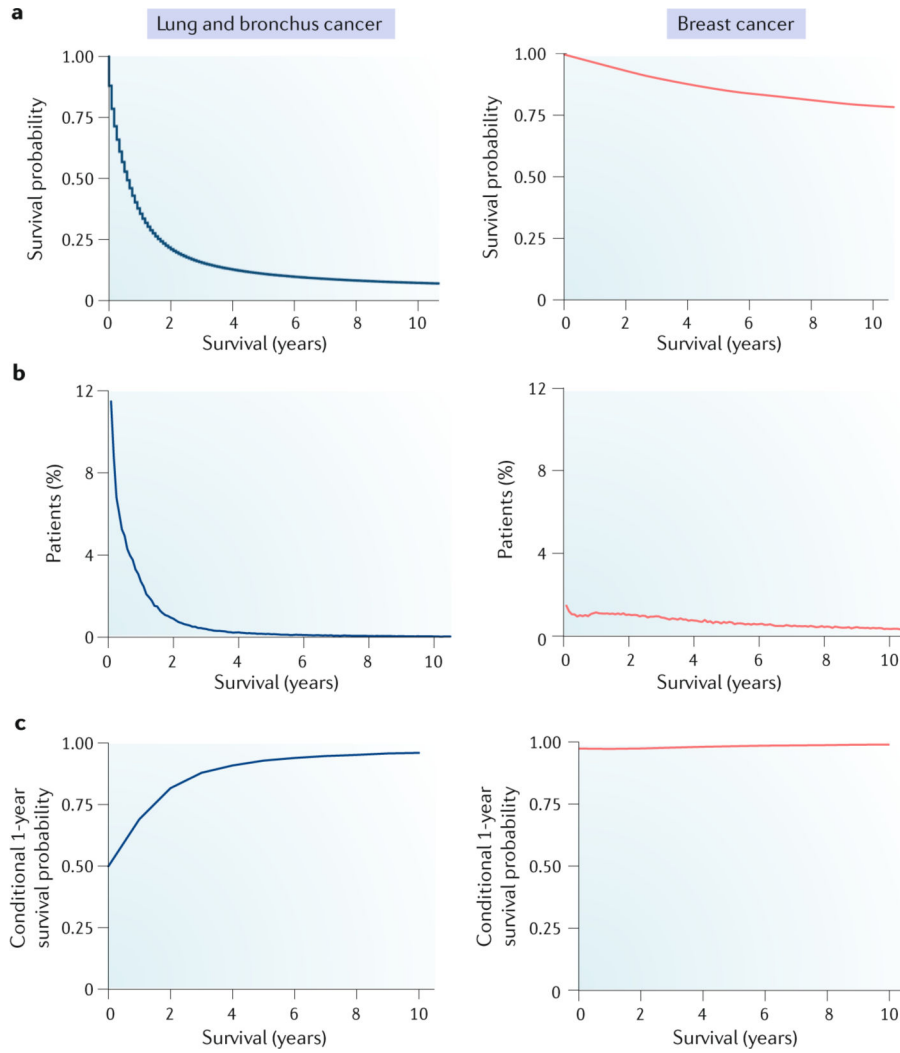 a
Lung and bronchus cancer
Breast cancer
Survival probability
1.00
0.75
0.50
0.25
0
0 2 4 6 8 10
Survival (years)
Survival probability
1.00
0.75
0.50
0.25
0
0 2 4 6 8 10
Survival (years)
b
Patients (%)
12
8
4
0
0 2 4 6 8 10
Survival (years)
Patients (%)
12
8
4
0
0 2 4 6 8 10
Survival (years)
c
Conditional 1-year
survival probability
1.00
0.75
0.50
0.25
0
0 2 4 6 8 10
Survival (years)
Conditional 1-year
survival probability
1.00
0.75
0.50
0.25
0
0 2 4 6 8 10
Survival (years)